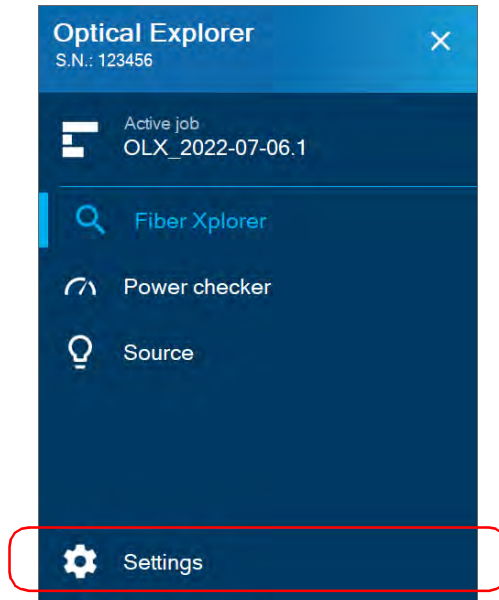 Optical Explorer
S.N.: 123456
Active job
OLX_2022-07-06.1
Fiber Xplorer
Power checker
Source
Settings